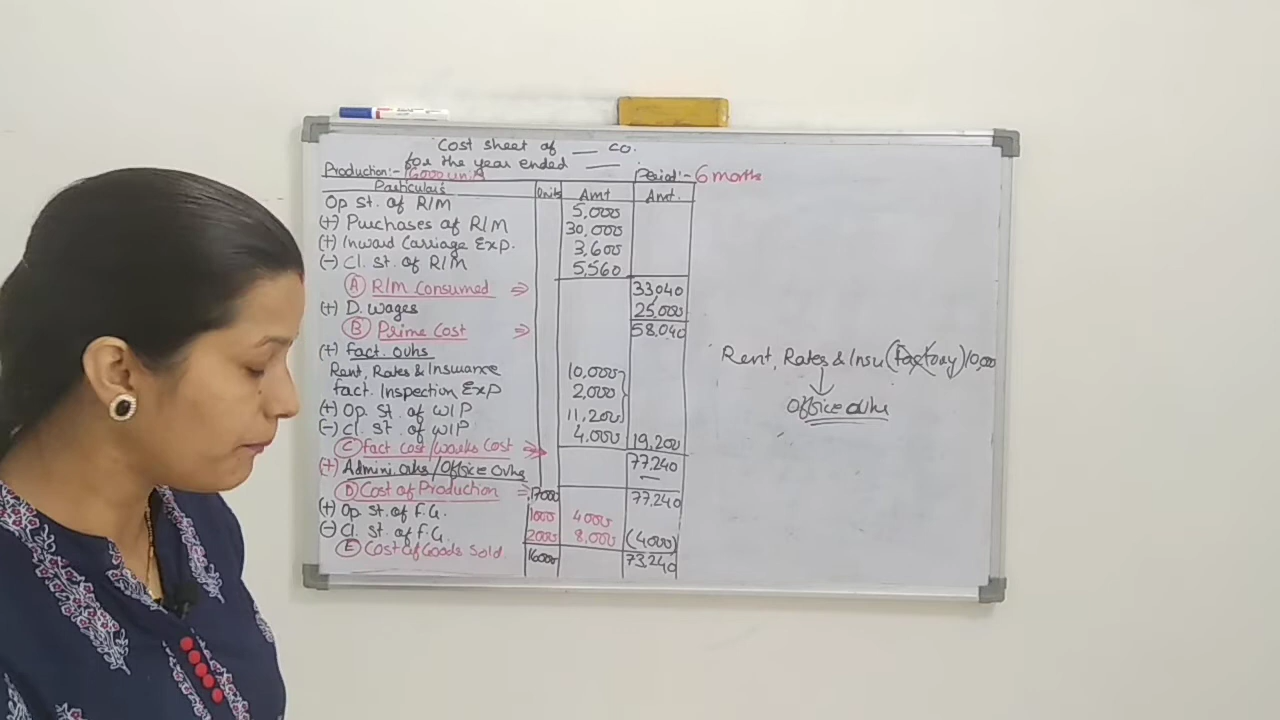 Cost sheet of __ co.
for the year ended __
Production:- 16000 units Period:- 6 months
Particulars Units Amt Amt.
Op St. of R/M 5,000
(+) Purchases of R/M 30,000
(+) Inward Carriage Exp. 3,600
(-) Cl. St. of R/M 5,560
(A) R/M Consumed ⇒ 33,040
(+) D. Wages 25,000
(B) Prime Cost ⇒ 58,040
(+) fact. ovhs
Rent, Rates & Insurance 10,000
fact. Inspection Exp 2,000
(+) Op St. of WIP 11,200
(-) Cl St. of WIP 4,000 19,200
(C) fact cost/works Cost ⇒ 77,240
(+) Admini. ovhs/Office ovhs —
(D) Cost of Production ⇒ 17000 77,240
(+) Op St. of F.G. 1000 4000
(-) Cl. St. of F.G. 2000 8,000 (4000)
(E) Cost of Goods Sold. 16000 73,240
Rent, Rates & Insu (Factory) 10,000
Office ovhs